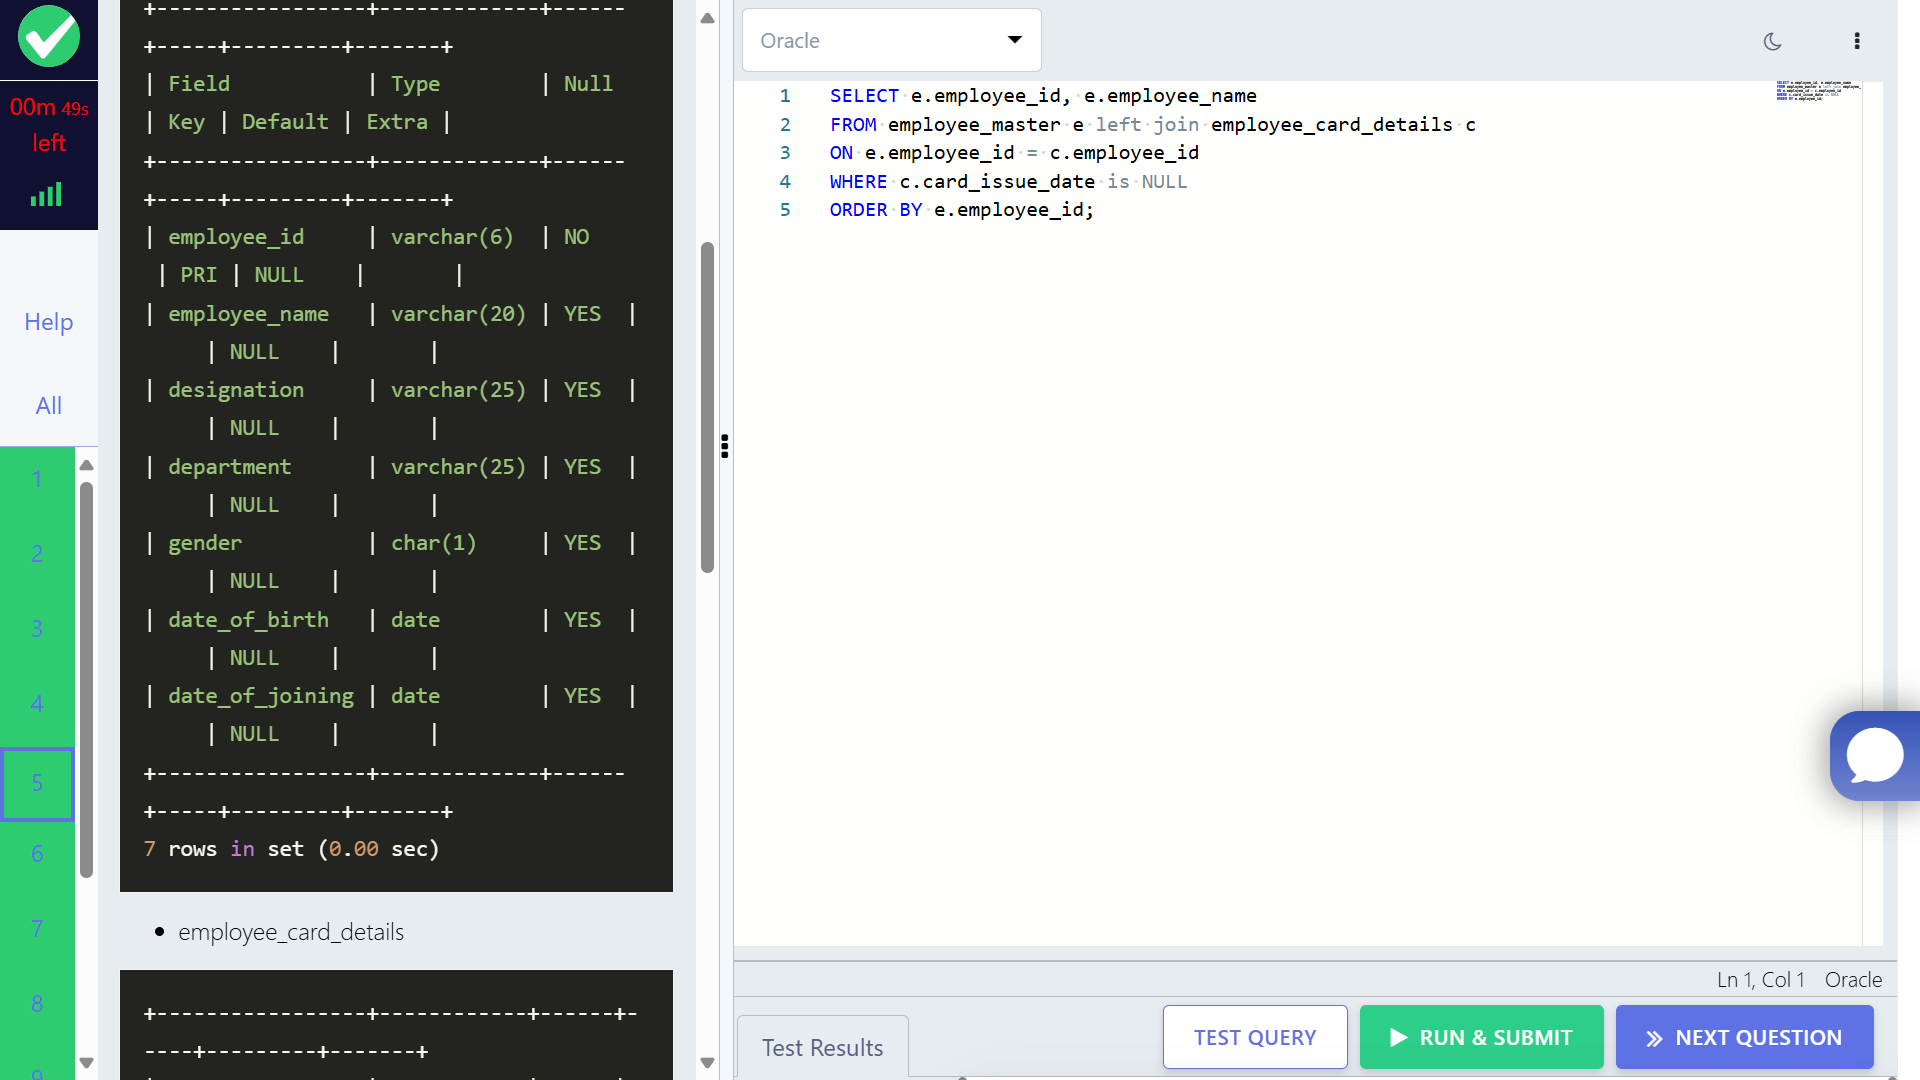 00m 49s
left
Help
All
1
2
3
4
5
6
7
8
9
+-----------------+-------------+------
+-----+---------+-------+
| Field | Type | Null
| Key | Default | Extra |
+-----------------+-------------+------
+-----+---------+-------+
| employee_id | varchar(6) | NO
| PRI | NULL | |
| employee_name | varchar(20) | YES |
| NULL | |
| designation | varchar(25) | YES |
| NULL | |
| department | varchar(25) | YES |
| NULL | |
| gender | char(1) | YES |
| NULL | |
| date_of_birth | date | YES |
| NULL | |
| date_of_joining | date | YES |
| NULL | |
+-----------------+-------------+------
+-----+---------+-------+
7 rows in set (0.00 sec)
• employee_card_details
+-----------------+------------+------+-
----+---------+-------+
Oracle
1 SELECT e.employee_id, e.employee_name
2 FROM employee_master e left join employee_card_details c
3 ON e.employee_id = c.employee_id
4 WHERE c.card_issue_date is NULL
5 ORDER BY e.employee_id;
Ln 1, Col 1 Oracle
Test Results
TEST QUERY
RUN & SUBMIT
NEXT QUESTION